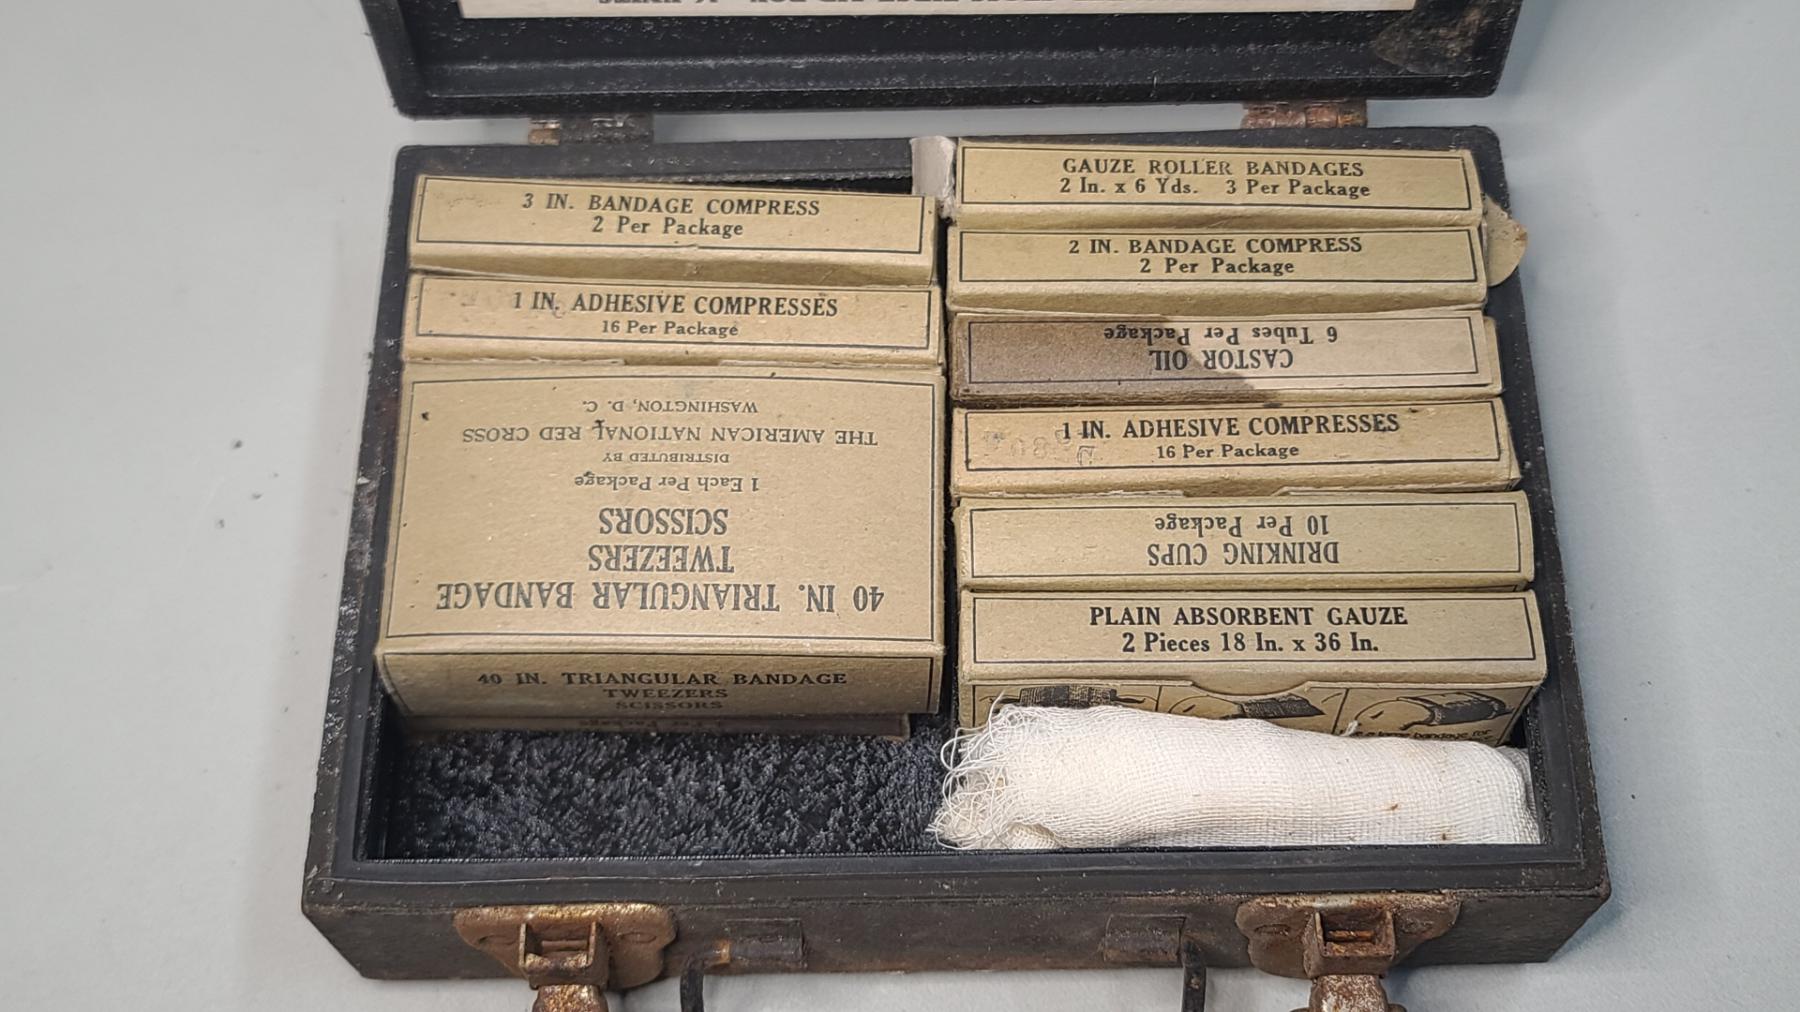 3 IN. BANDAGE COMPRESS
2 Per Package
1 IN. ADHESIVE COMPRESSES
16 Per Package
40 IN. TRIANGULAR BANDAGE
TWEEZERS
SCISSORS
1 Each Per Package
DISTRIBUTED BY
THE AMERICAN NATIONAL RED CROSS
WASHINGTON, D. C.
40 IN. TRIANGULAR BANDAGE
TWEEZERS
SCISSORS
GAUZE ROLLER BANDAGES
2 In. x 6 Yds. 3 Per Package
2 IN. BANDAGE COMPRESS
2 Per Package
CASTOR OIL
6 Tubes Per Package
1 IN. ADHESIVE COMPRESSES
16 Per Package
DRINKING CUPS
10 Per Package
PLAIN ABSORBENT GAUZE
2 Pieces 18 In. x 36 In.
a large bandage for